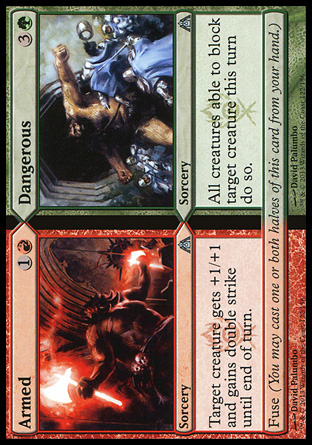 Armed 1
Sorcery
Target creature gets +1/+1
and gains double strike
until end of turn.
David Palumbo
Dangerous 3
Sorcery
All creatures able to block
target creature this turn
do so.
David Palumbo
Fuse (You may cast one or both halves of this card from your hand.)